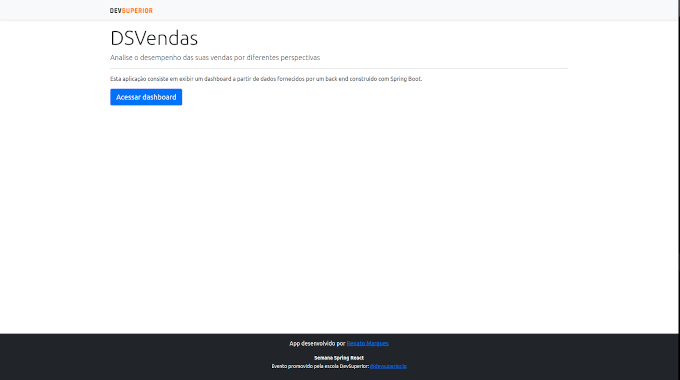 DEVSUPERIOR
DSVendas
Analise o desempenho das suas vendas por diferentes perspectivas
Esta aplicação consiste em exibir um dashboard a partir de dados fornecidos por um back end construído com Spring Boot.
Acessar dashboard
App desenvolvido por Renato Marques
Semana Spring React
Evento promovido pela escola DevSuperior: @devsuperior.ig